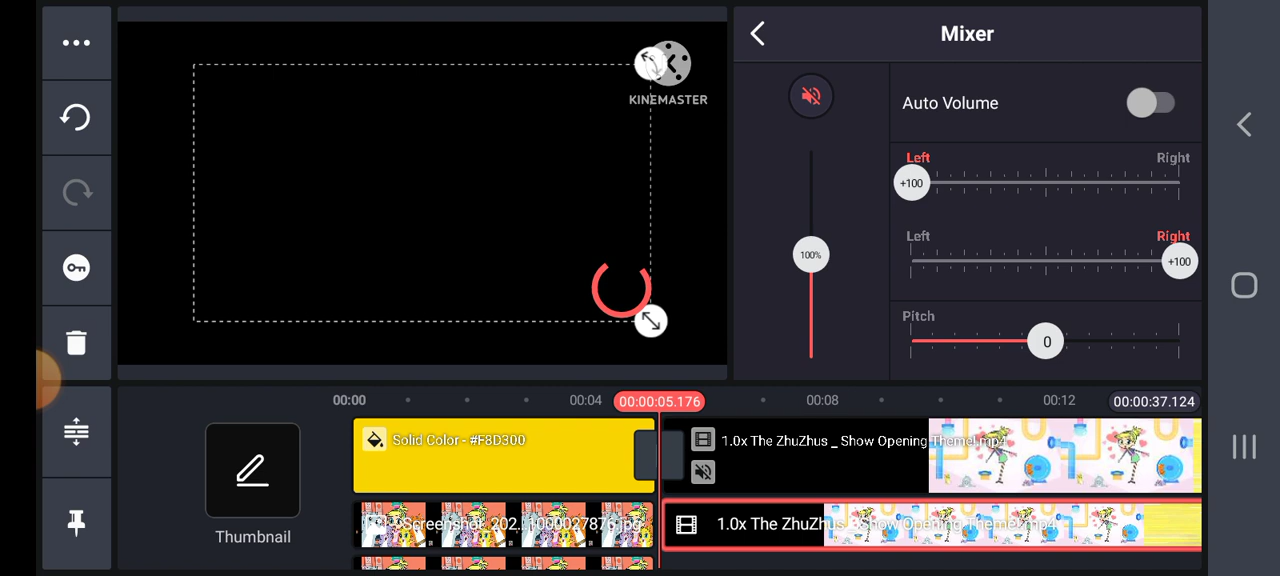 Mixer
KINEMASTER
Auto Volume
Left
Right
+100
Left
Right
100%
+100
Pitch
0
00:00
00:04
00:00:05.176
00:08
00:12
00:00:37.124
Solid Color - #F8D300
1.0x The ZhuZhus _ Show Opening Theme!.mp4
Thumbnail
1.0x The ZhuZhus _ Show Opening Theme!.mp4